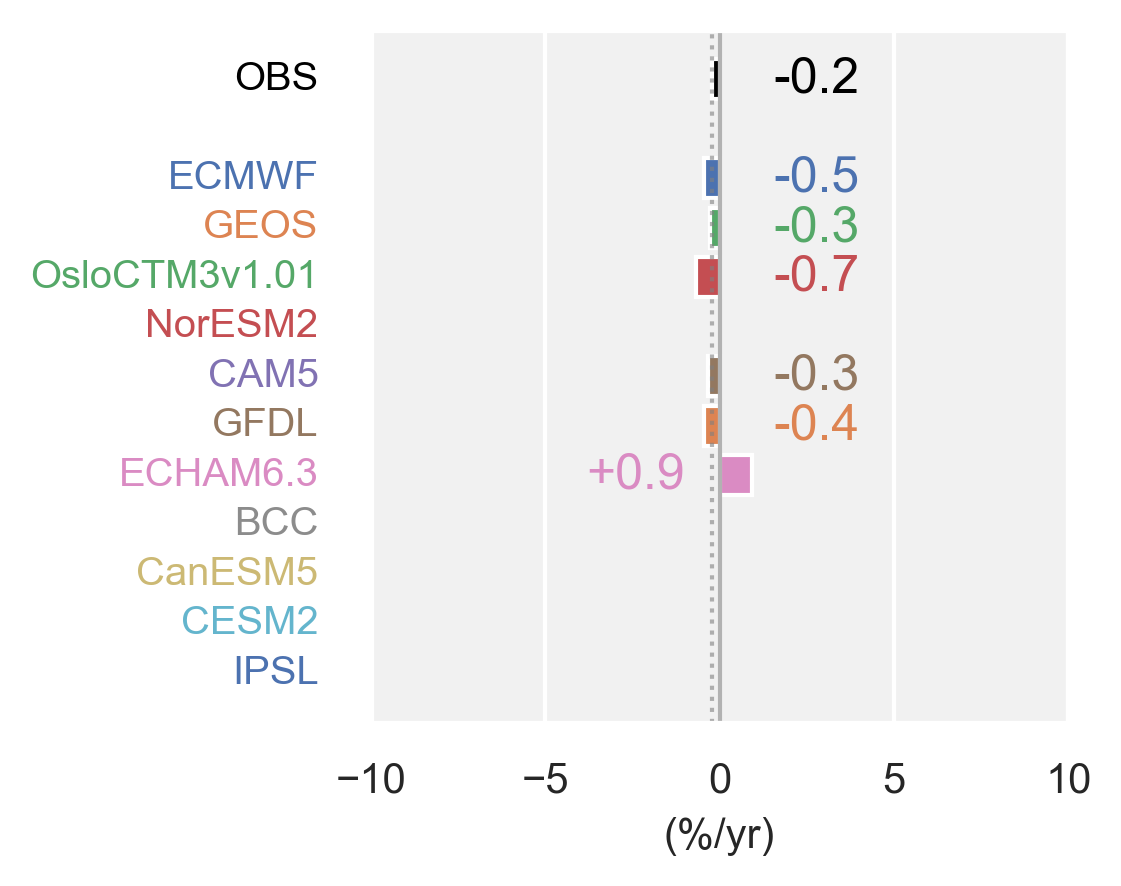 OBS -0.2
ECMWF -0.5
GEOS -0.3
OsloCTM3v1.01 -0.7
NorESM2
CAM5 -0.3
GFDL -0.4
ECHAM6.3 +0.9
BCC
CanESM5
CESM2
IPSL
−10 −5 0 5 10
(%/yr)